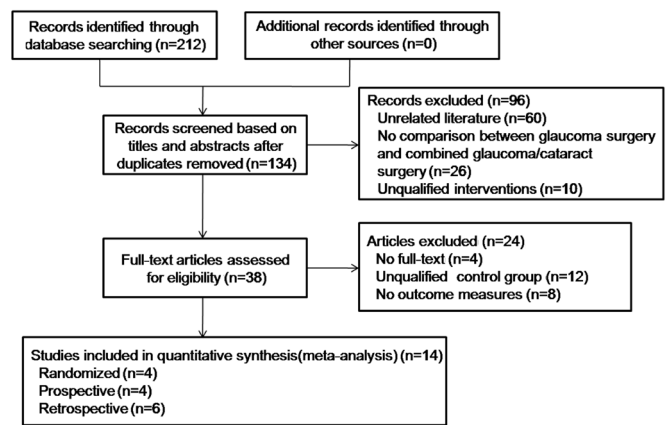 Records identified through
database searching (n=212)
Additional records identified through
other sources (n=0)
Records screened based on
titles and abstracts after
duplicates removed (n=134)
Records excluded (n=96)
Unrelated literature (n=60)
No comparison between glaucoma surgery
and combined glaucoma/cataract
surgery (n=26)
Unqualified interventions (n=10)
Full-text articles assessed
for eligibility (n=38)
Articles excluded (n=24)
No full-text (n=4)
Unqualified control group (n=12)
No outcome measures (n=8)
Studies included in quantitative synthesis(meta-analysis) (n=14)
Randomized (n=4)
Prospective (n=4)
Retrospective (n=6)